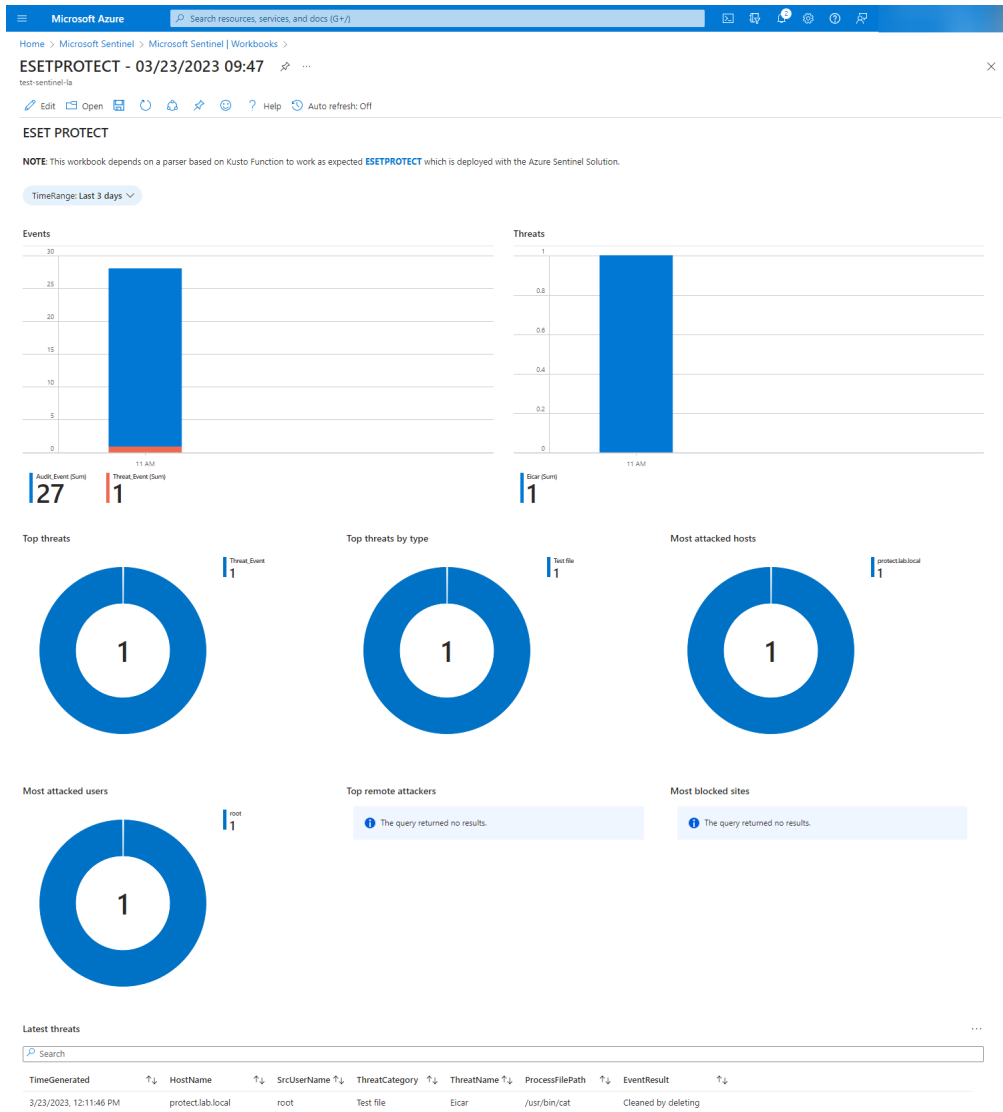 Microsoft Azure
Search resources, services, and docs (G+/)
2
Home > Microsoft Sentinel > Microsoft Sentinel | Workbooks >
ESETPROTECT - 03/23/2023 09:47
test-sentinel-la
Edit Open ? Help Auto refresh: Off
ESET PROTECT
NOTE: This workbook depends on a parser based on Kusto Function to work as expected ESETPROTECT which is deployed with the Azure Sentinel Solution.
TimeRange: Last 3 days
Events
30
25
20
15
10
5
0
11 AM
Audit_Event (Sum)
27
Threat_Event (Sum)
1
Threats
1
0.8
0.6
0.4
0.2
0
11 AM
Eicar (Sum)
1
Top threats
1
Threat_Event
1
Top threats by type
1
Test file
1
Most attacked hosts
1
protect.lab.local
1
Most attacked users
1
root
1
Top remote attackers
The query returned no results.
Most blocked sites
The query returned no results.
Latest threats
Search
TimeGenerated HostName SrcUserName ThreatCategory ThreatName ProcessFilePath EventResult
3/23/2023, 12:11:46 PM protect.lab.local root Test file Eicar /usr/bin/cat Cleaned by deleting